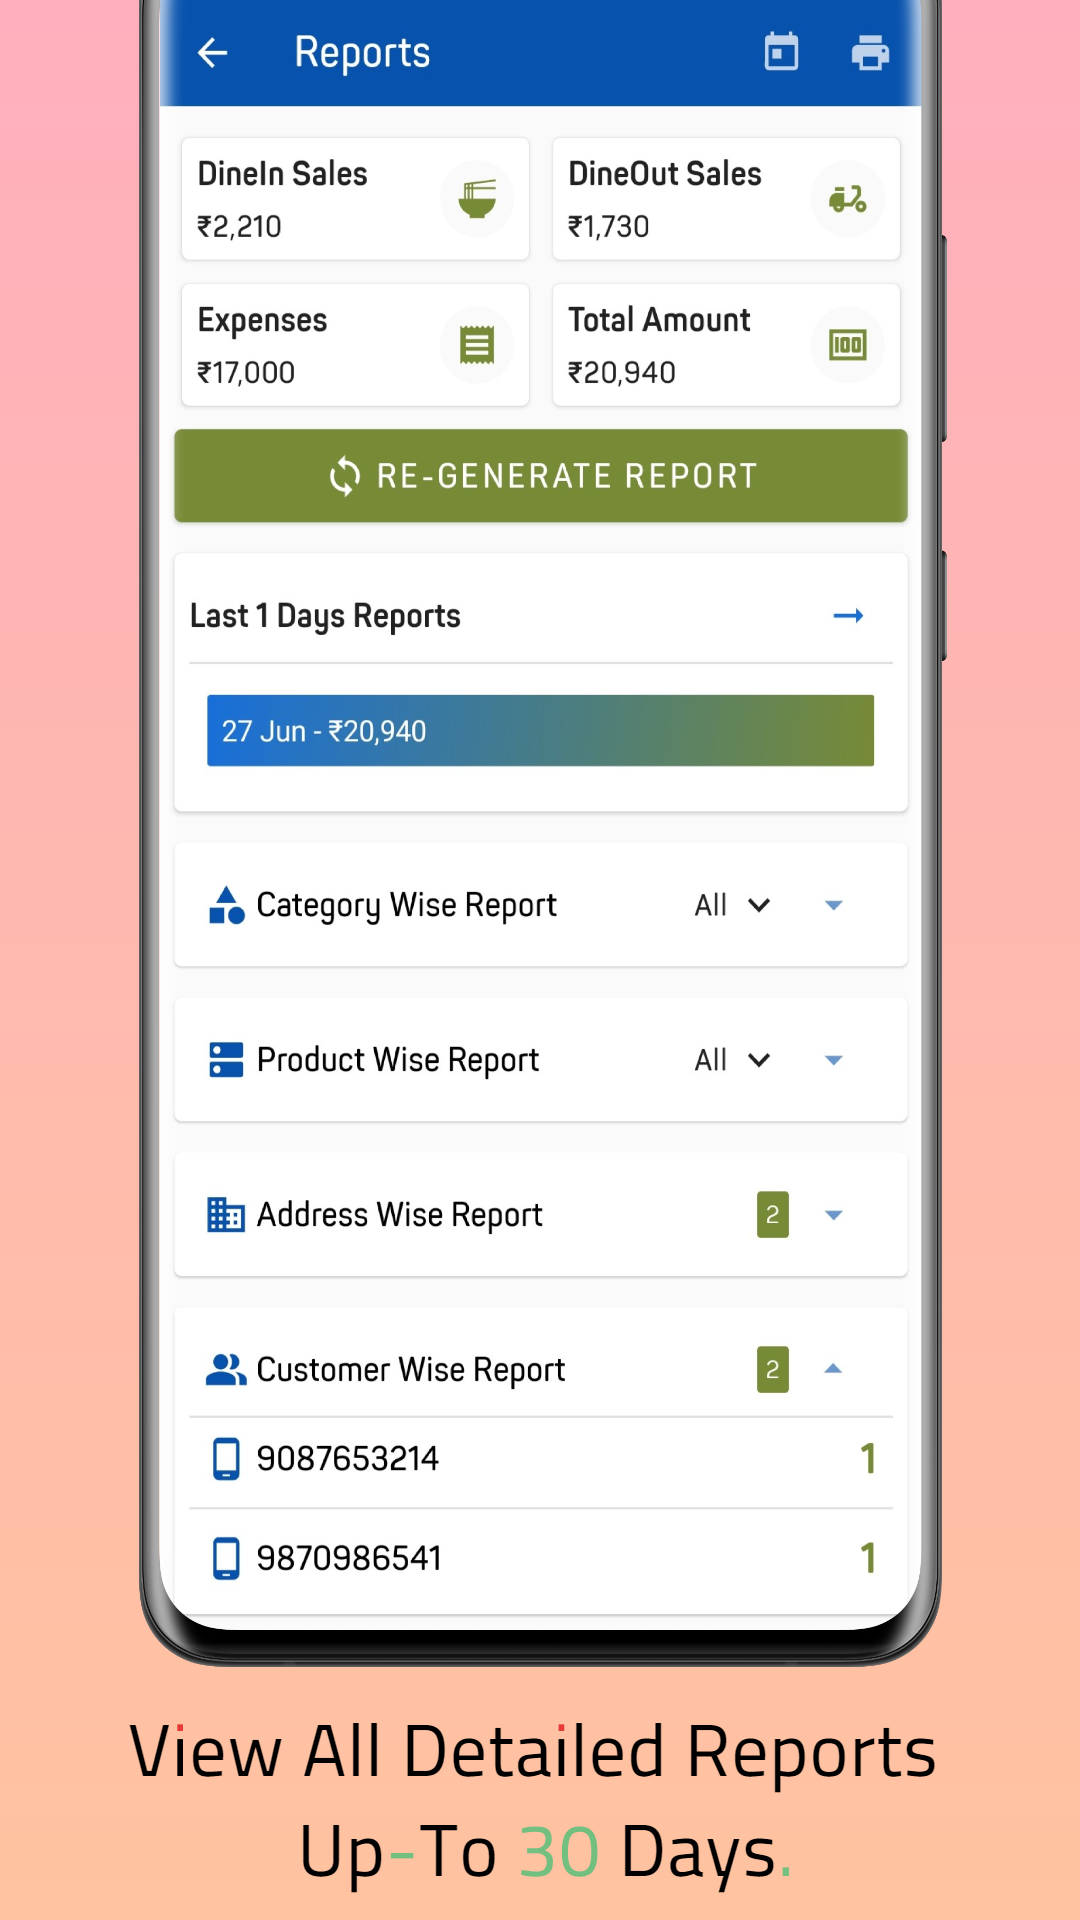 Reports
DineIn Sales
₹2,210
DineOut Sales
₹1,730
Expenses
₹17,000
Total Amount
100
₹20,940
RE-GENERATE REPORT
Last 1 Days Reports
27 Jun - ₹20,940
Category Wise Report All
Product Wise Report All
Address Wise Report 2
Customer Wise Report 2
9087653214 1
9870986541 1
View All Detailed Reports
Up-To 30 Days.